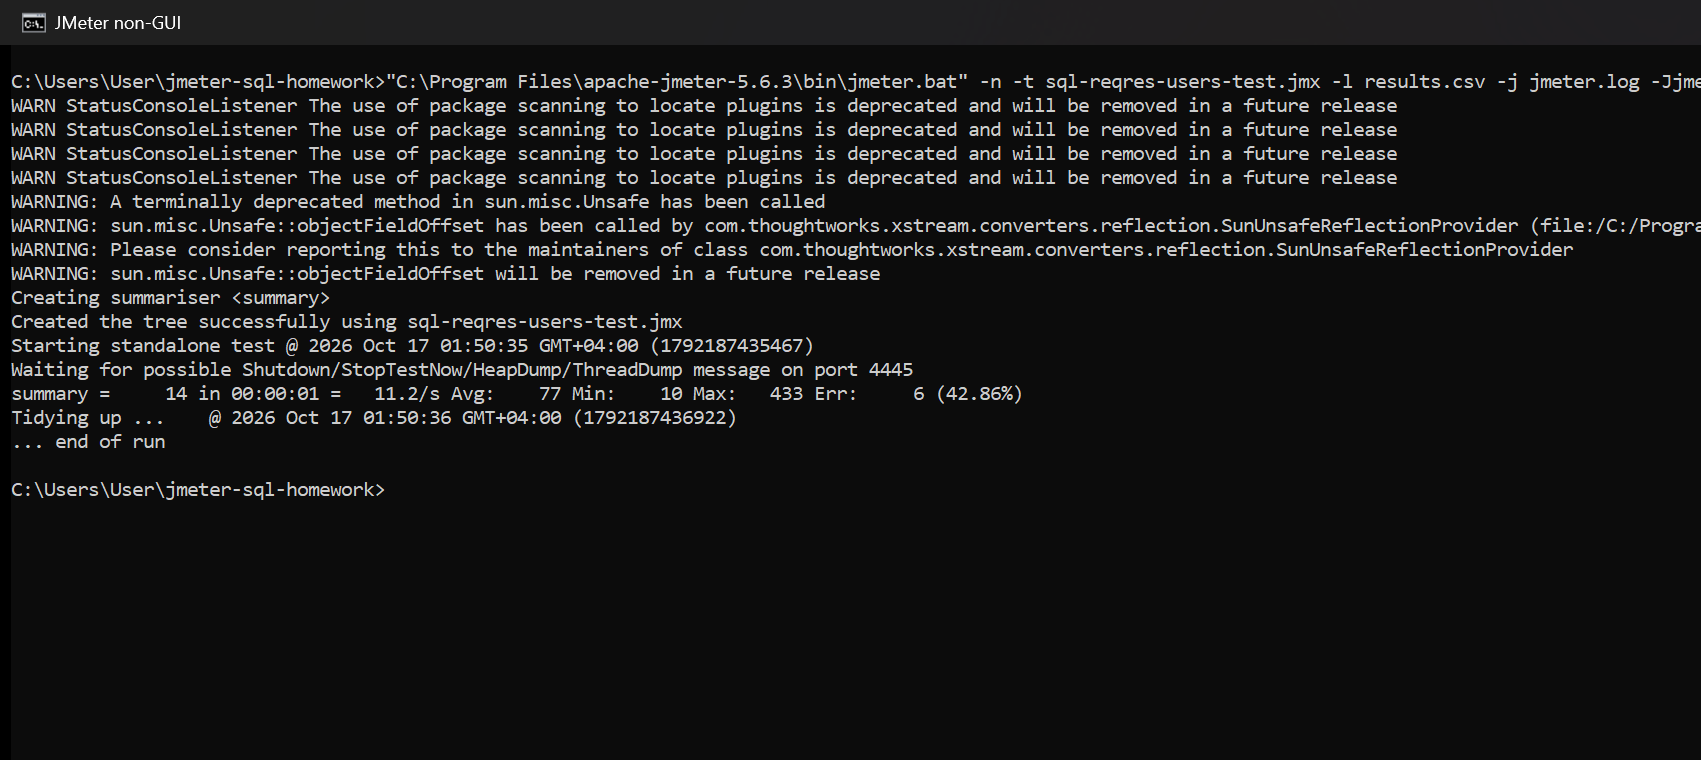 JMeter non-GUI
C:\Users\User\jmeter-sql-homework>"C:\Program Files\apache-jmeter-5.6.3\bin\jmeter.bat" -n -t sql-reqres-users-test.jmx -l results.csv -j jmeter.log -Jjme
WARN StatusConsoleListener The use of package scanning to locate plugins is deprecated and will be removed in a future release
WARN StatusConsoleListener The use of package scanning to locate plugins is deprecated and will be removed in a future release
WARN StatusConsoleListener The use of package scanning to locate plugins is deprecated and will be removed in a future release
WARN StatusConsoleListener The use of package scanning to locate plugins is deprecated and will be removed in a future release
WARNING: A terminally deprecated method in sun.misc.Unsafe has been called
WARNING: sun.misc.Unsafe::objectFieldOffset has been called by com.thoughtworks.xstream.converters.reflection.SunUnsafeReflectionProvider (file:/C:/Progra
WARNING: Please consider reporting this to the maintainers of class com.thoughtworks.xstream.converters.reflection.SunUnsafeReflectionProvider
WARNING: sun.misc.Unsafe::objectFieldOffset will be removed in a future release
Creating summariser <summary>
Created the tree successfully using sql-reqres-users-test.jmx
Starting standalone test @ 2026 Oct 17 01:50:35 GMT+04:00 (1792187435467)
Waiting for possible Shutdown/StopTestNow/HeapDump/ThreadDump message on port 4445
summary =     14 in 00:00:01 =   11.2/s Avg:    77 Min:    10 Max:   433 Err:     6 (42.86%)
Tidying up ...    @ 2026 Oct 17 01:50:36 GMT+04:00 (1792187436922)
... end of run
C:\Users\User\jmeter-sql-homework>